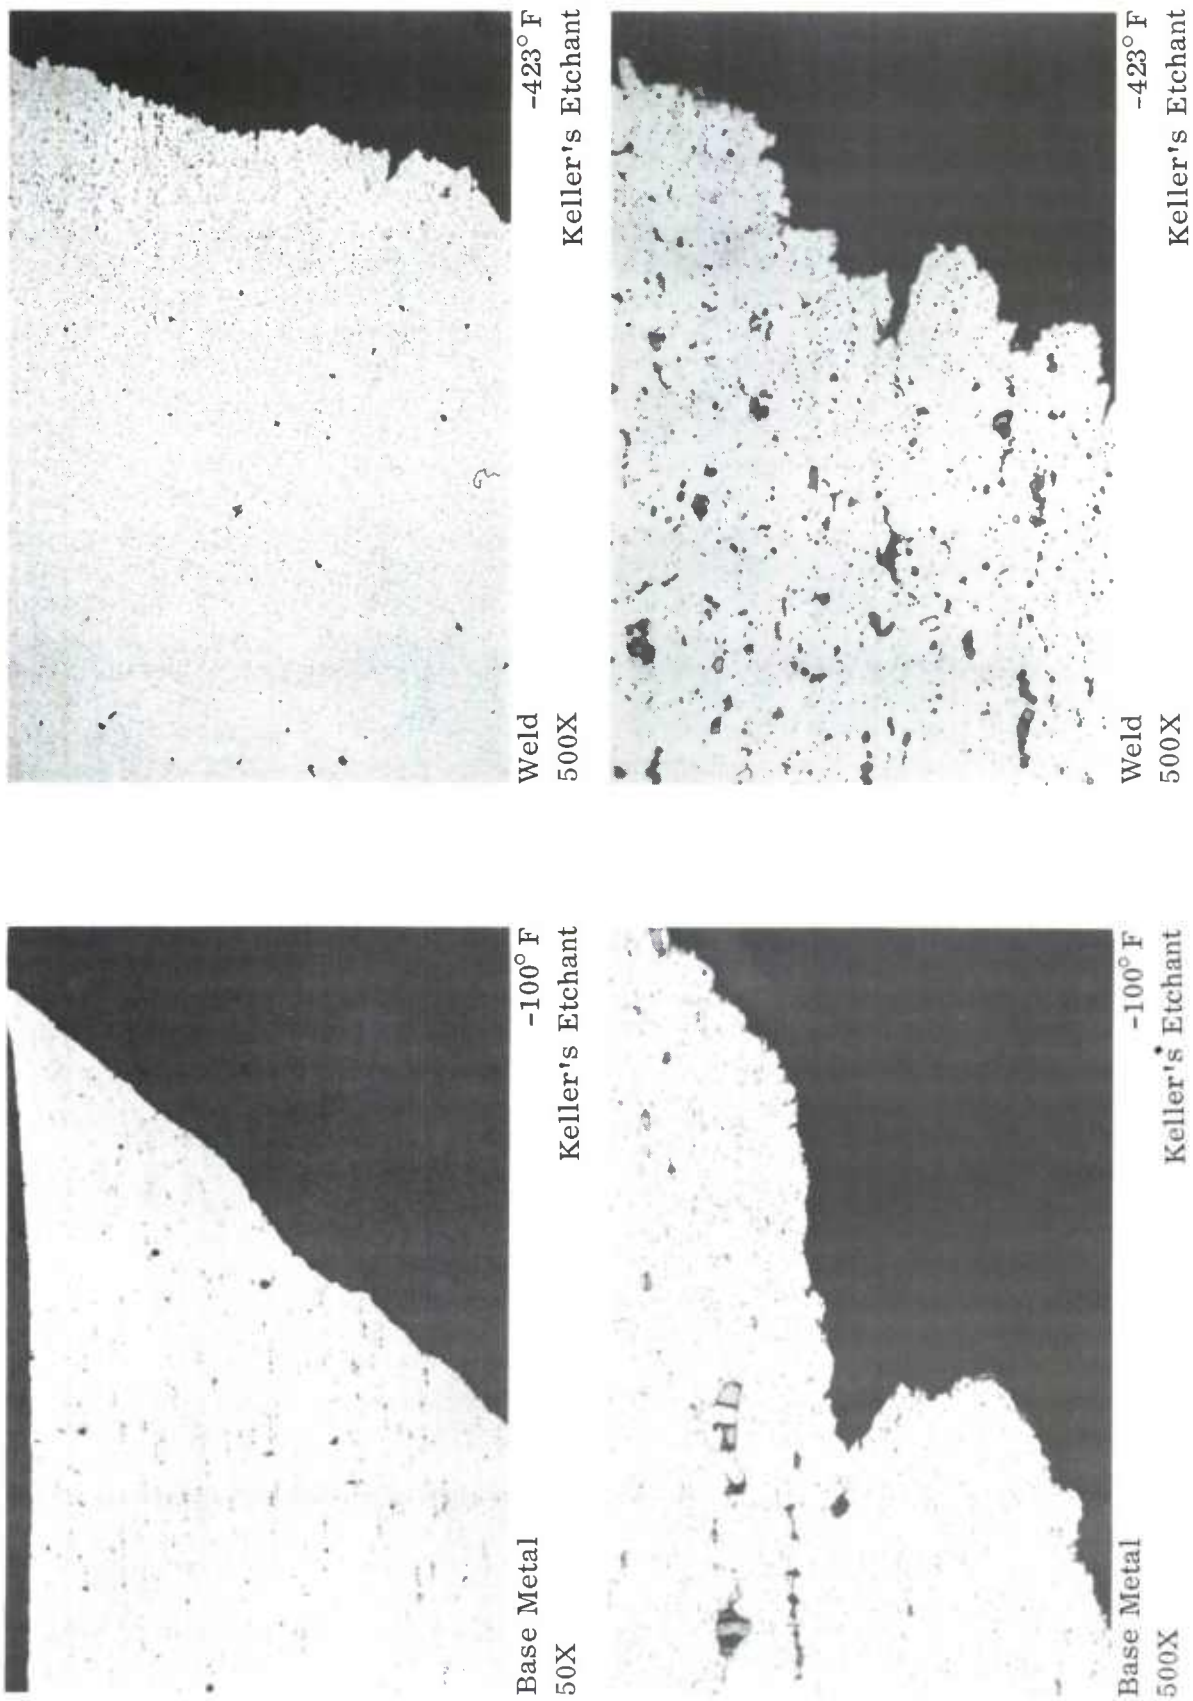 Base Metal -100° F
50X Keller's Etchant
Weld -423° F
500X Keller's Etchant
Base Metal -100° F
500X Keller's Etchant
Weld -423° F
500X Keller's Etchant